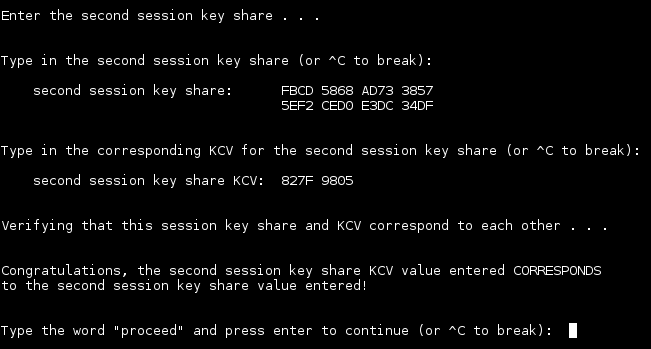 Enter the second session key share . . .
Type in the second session key share (or ^C to break):
second session key share: FBCD 5868 AD73 3857
5EF2 CED0 E3DC 34DF
Type in the corresponding KCV for the second session key share (or ^C to break):
second session key share KCV: 827F 9805
Verifying that this session key share and KCV correspond to each other . . .
Congratulations, the second session key share KCV value entered CORRESPONDS
to the second session key share value entered!
Type the word "proceed" and press enter to continue (or ^C to break):